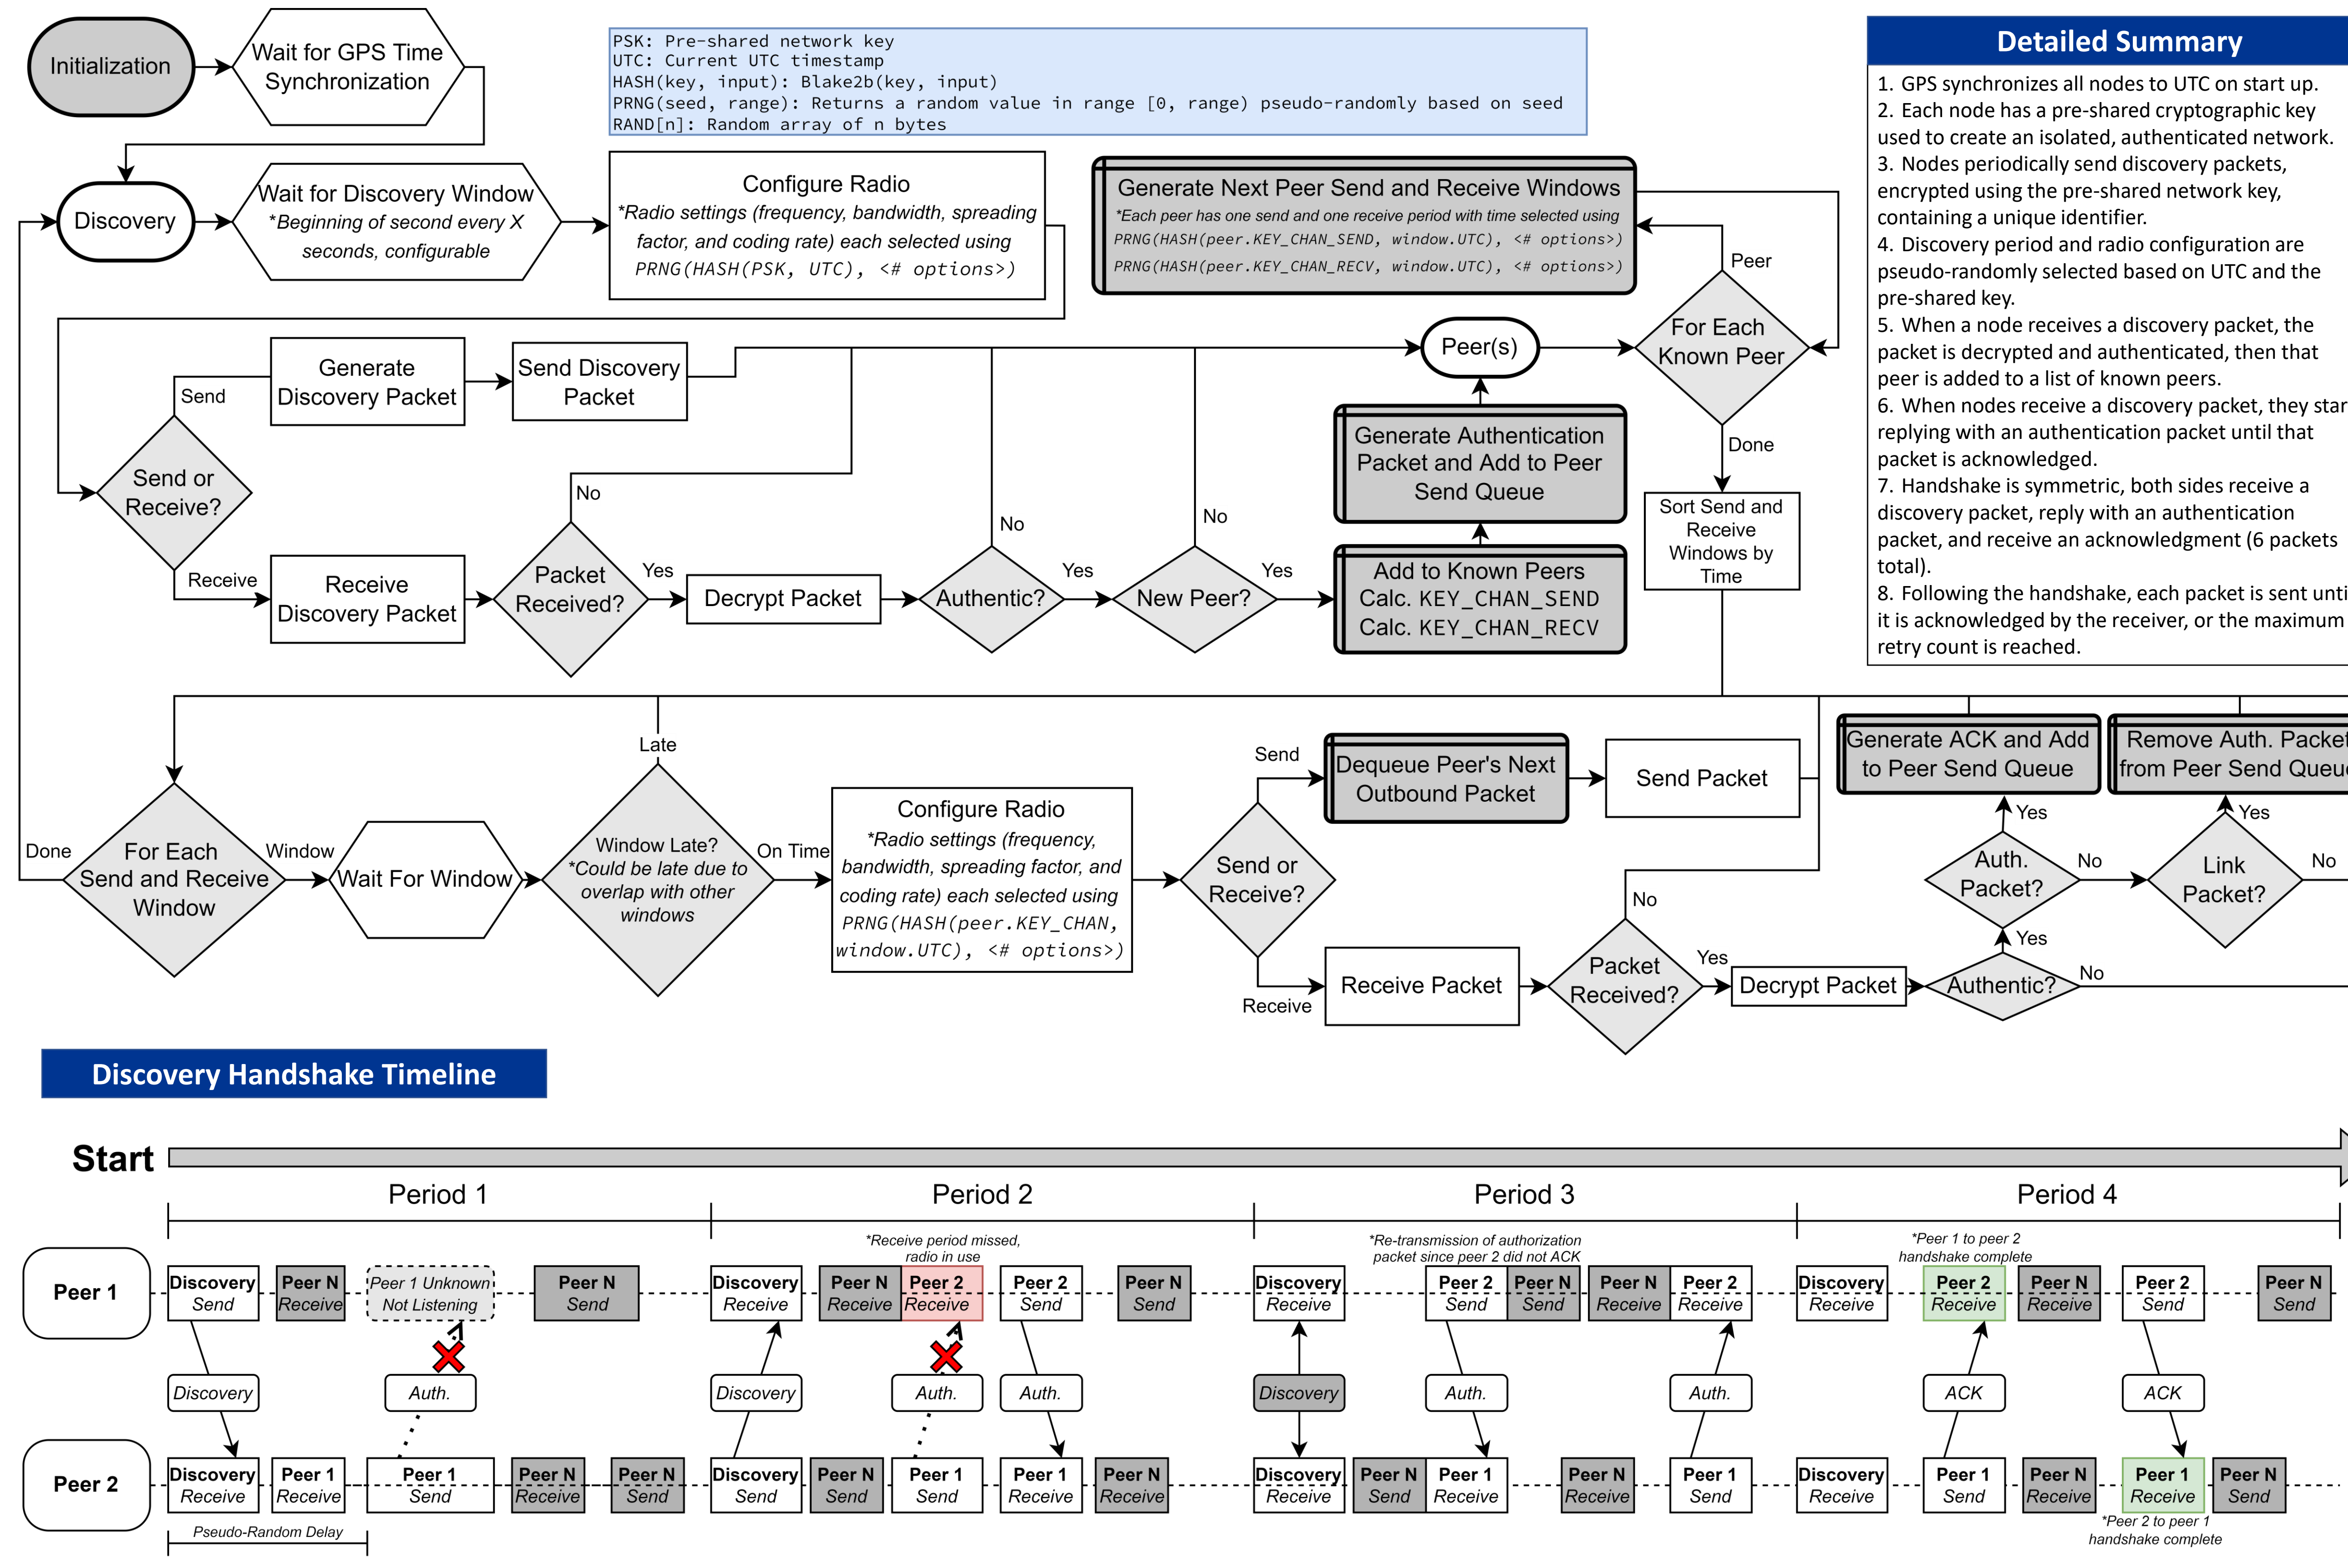 Initialization
Wait for GPS Time
Synchronization
PSK: Pre-shared network key
UTC: Current UTC timestamp
HASH(key, input): Blake2b(key, input)
PRNG(seed, range): Returns a random value in range [0, range) pseudo-randomly based on seed
RAND[n]: Random array of n bytes
Detailed Summary
1. GPS synchronizes all nodes to UTC on start up.
2. Each node has a pre-shared cryptographic key
used to create an isolated, authenticated network.
3. Nodes periodically send discovery packets,
encrypted using the pre-shared network key,
containing a unique identifier.
4. Discovery period and radio configuration are
pseudo-randomly selected based on UTC and the
pre-shared key.
5. When a node receives a discovery packet, the
packet is decrypted and authenticated, then that
peer is added to a list of known peers.
6. When nodes receive a discovery packet, they star
replying with an authentication packet until that
packet is acknowledged.
7. Handshake is symmetric, both sides receive a
discovery packet, reply with an authentication
packet, and receive an acknowledgment (6 packets
total).
8. Following the handshake, each packet is sent unti
it is acknowledged by the receiver, or the maximum
retry count is reached.
Discovery
Wait for Discovery Window
*Beginning of second every X
seconds, configurable
Configure Radio
*Radio settings (frequency, bandwidth, spreading
factor, and coding rate) each selected using
PRNG(HASH(PSK, UTC), <# options>)
Generate Next Peer Send and Receive Windows
*Each peer has one send and one receive period with time selected using
PRNG(HASH(peer.KEY_CHAN_SEND, window.UTC), <# options>)
PRNG(HASH(peer.KEY_CHAN_RECV, window.UTC), <# options>)
Peer
For Each
Known Peer
Done
Peer(s)
Send or
Receive?
Send
Generate
Discovery Packet
Send Discovery
Packet
Receive
Receive
Discovery Packet
Packet
Received?
No
Yes
Decrypt Packet
Authentic?
No
Yes
New Peer?
No
Yes
Generate Authentication
Packet and Add to Peer
Send Queue
Add to Known Peers
Calc. KEY_CHAN_SEND
Calc. KEY_CHAN_RECV
Sort Send and
Receive
Windows by
Time
Done
For Each
Send and Receive
Window
Window
Wait For Window
Late
Window Late?
*Could be late due to
overlap with other
windows
On Time
Configure Radio
*Radio settings (frequency,
bandwidth, spreading factor, and
coding rate) each selected using
PRNG(HASH(peer.KEY_CHAN,
window.UTC), <# options>)
Send or
Receive?
Send
Dequeue Peer's Next
Outbound Packet
Send Packet
Receive
Receive Packet
Packet
Received?
No
Yes
Decrypt Packet
Authentic?
No
Yes
Auth.
Packet?
No
Yes
Generate ACK and Add
to Peer Send Queue
Link
Packet?
No
Yes
Remove Auth. Packet
from Peer Send Queu
Discovery Handshake Timeline
Start
Period 1
Period 2
Period 3
Period 4
*Receive period missed,
radio in use
*Re-transmission of authorization
packet since peer 2 did not ACK
*Peer 1 to peer 2
handshake complete
Peer 1
Discovery
Send
Peer N
Receive
Peer 1 Unknown
Not Listening
Peer N
Send
Discovery
Receive
Peer N
Receive
Peer 2
Receive
Peer 2
Send
Peer N
Send
Discovery
Receive
Peer 2
Send
Peer N
Send
Peer N
Receive
Peer 2
Receive
Discovery
Receive
Peer 2
Receive
Peer N
Receive
Peer 2
Send
Peer N
Send
Discovery
Auth.
Discovery
Auth.
Auth.
Discovery
Auth.
Auth.
ACK
ACK
Peer 2
Discovery
Receive
Peer 1
Receive
Peer 1
Send
Peer N
Receive
Peer N
Send
Discovery
Send
Peer N
Send
Peer 1
Send
Peer 1
Receive
Peer N
Receive
Discovery
Receive
Peer N
Send
Peer 1
Receive
Peer N
Receive
Peer 1
Send
Discovery
Receive
Peer 1
Send
Peer N
Receive
Peer 1
Receive
Peer N
Send
Pseudo-Random Delay
*Peer 2 to peer 1
handshake complete